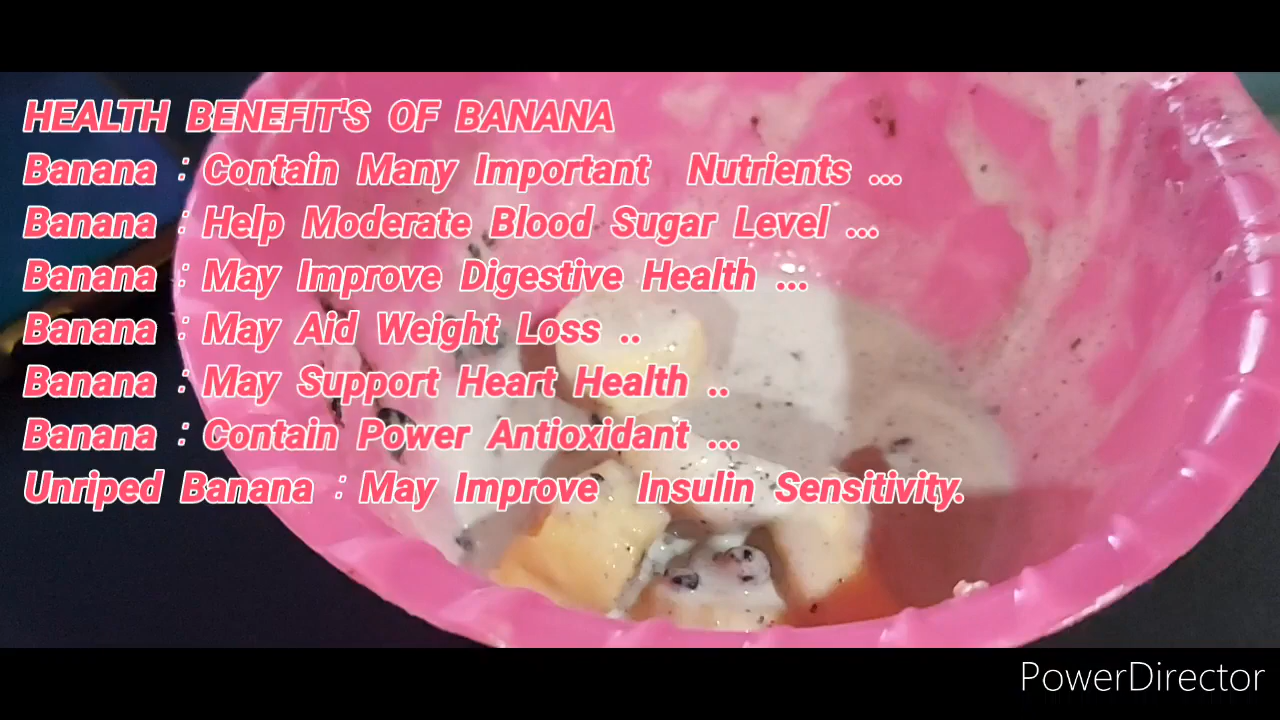 HEALTH BENEFIT'S OF BANANA
Banana : Contain Many Important Nutrients ...
Banana : Help Moderate Blood Sugar Level ...
Banana : May Improve Digestive Health ...
Banana : May Aid Weight Loss ..
Banana : May Support Heart Health ..
Banana : Contain Power Antioxidant ...
Unriped Banana : May Improve Insulin Sensitivity.
PowerDirector